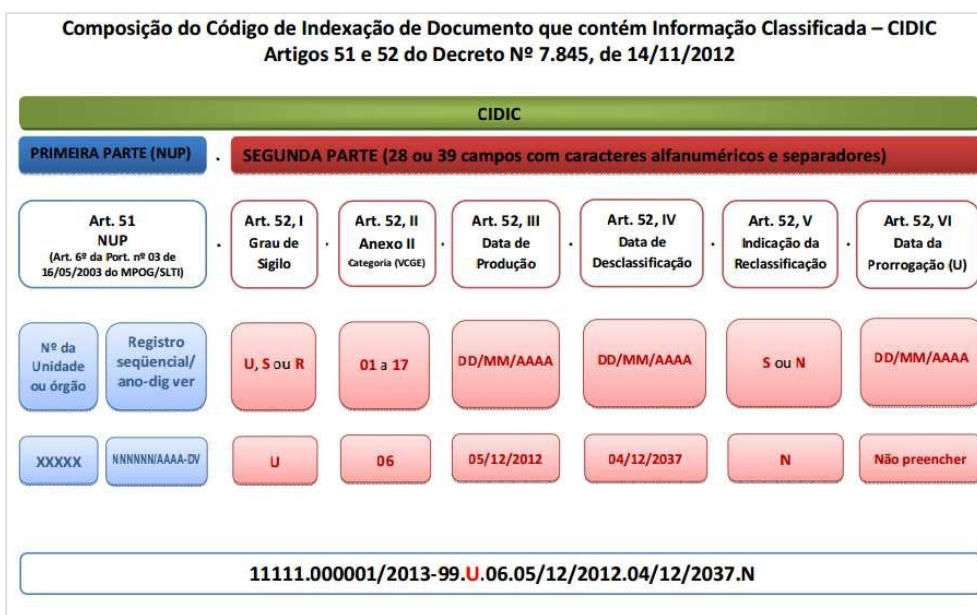 Composição do Código de Indexação de Documento que contém Informação Classificada – CIDIC
Artigos 51 e 52 do Decreto Nº 7.845, de 14/11/2012
CIDIC
PRIMEIRA PARTE (NUP) . SEGUNDA PARTE (28 ou 39 campos com caracteres alfanuméricos e separadores)
Art. 51
NUP
(Art. 6º da Port. nº 03 de
16/05/2003 do MPOG/SLTI)
.
Art. 52, I
Grau de
Sigilo
.
Art. 52, II
Anexo II
Categoria (VCGE)
.
Art. 52, III
Data de
Produção
.
Art. 52, IV
Data de
Desclassificação
.
Art. 52, V
Indicação da
Reclassificação
.
Art. 52, VI
Data da
Prorrogação (U)
Nº da
Unidade
ou órgão
Registro
seqüencial/
ano-dig ver
U, S ou R
01 a 17
DD/MM/AAAA
DD/MM/AAAA
S ou N
DD/MM/AAAA
XXXXX
NNNNNN/AAAA-DV
U
06
05/12/2012
04/12/2037
N
Não preencher
11111.000001/2013-99.U.06.05/12/2012.04/12/2037.N